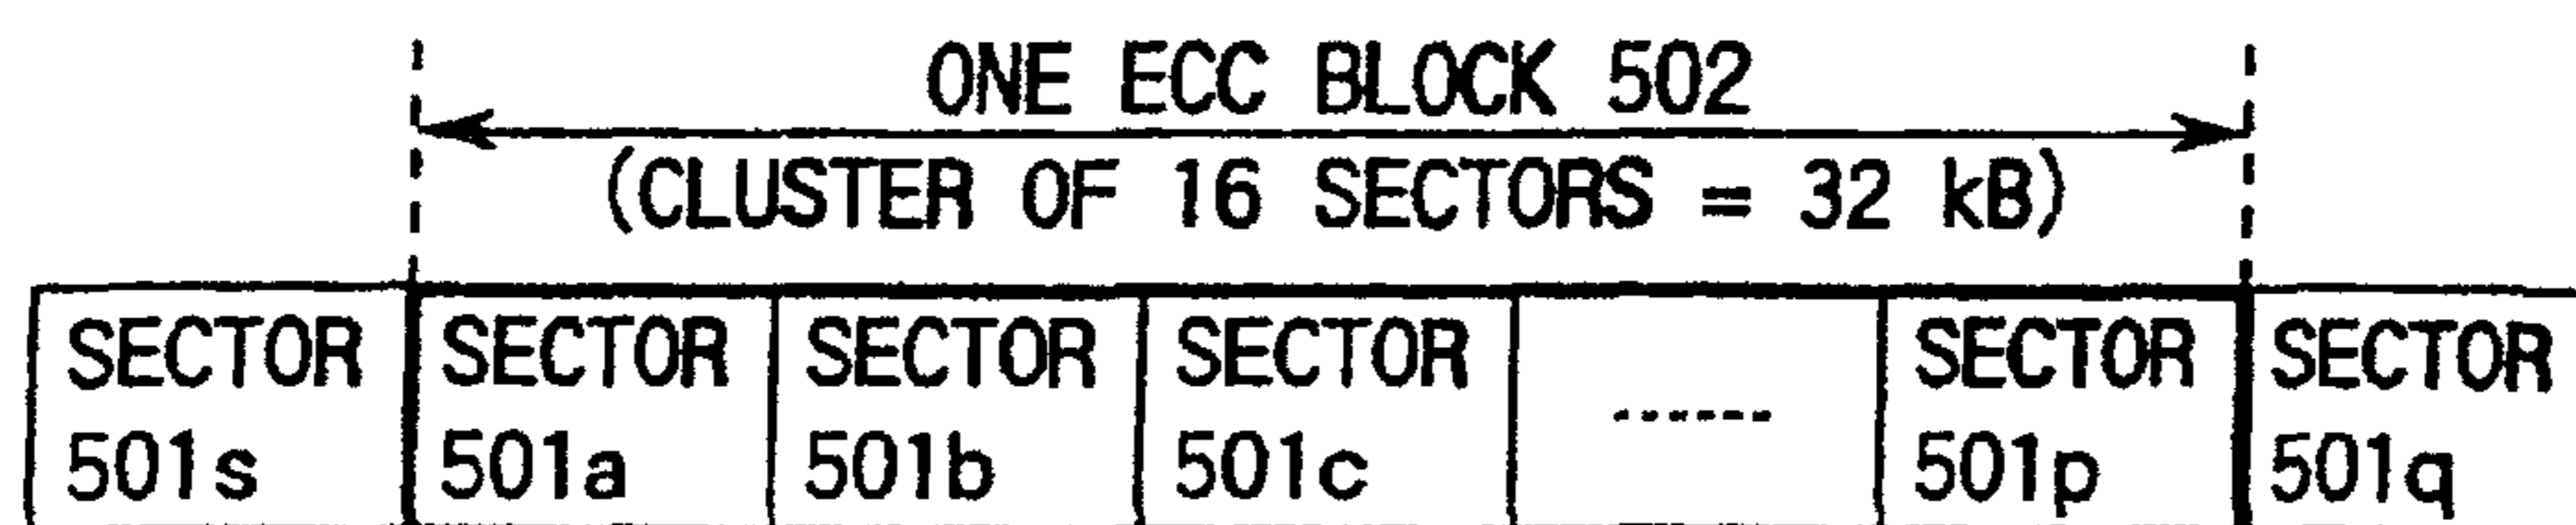 ONE ECC BLOCK 502
(CLUSTER OF 16 SECTORS = 32 kB)
SECTOR SECTOR SECTOR SECTOR SECTOR SECTOR
501s 501a 501b 501c ------ 501p 501q